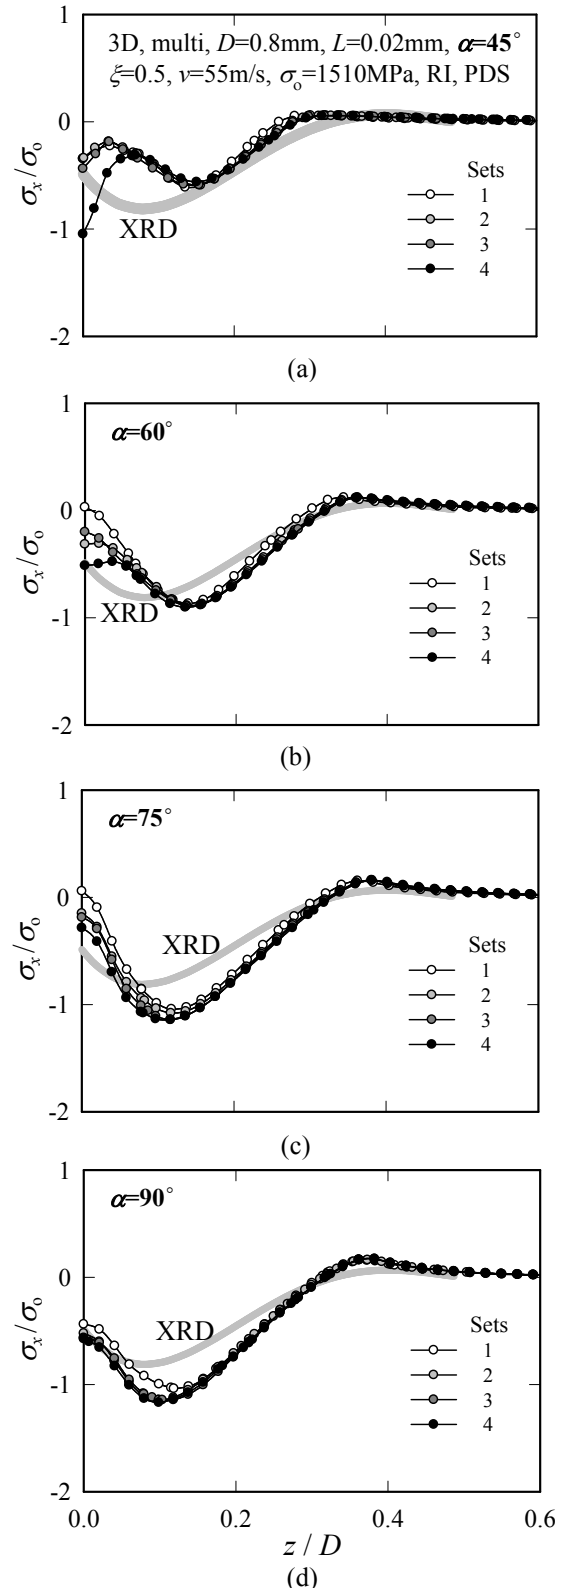 3D, multi, D=0.8mm, L=0.02mm, α=45°
ξ=0.5, v=55m/s, σo=1510MPa, RI, PDS
1
0
-1
-2
σx/σo
XRD
Sets
1
2
3
4
(a)
α=60°
1
0
-1
-2
σx/σo
XRD
Sets
1
2
3
4
(b)
α=75°
1
0
-1
-2
σx/σo
XRD
Sets
1
2
3
4
(c)
α=90°
1
0
-1
-2
σx/σo
XRD
Sets
1
2
3
4
0.0 0.2 0.4 0.6
z / D
(d)